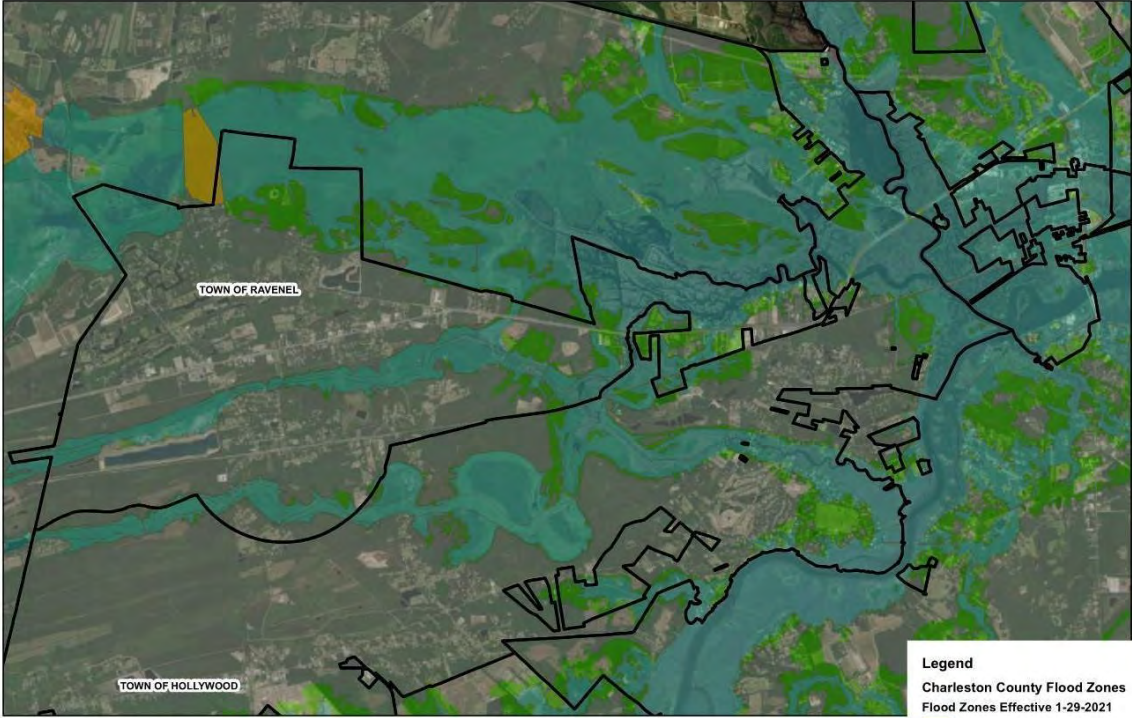 TOWN OF RAVENEL
TOWN OF HOLLYWOOD
Legend
Charleston County Flood Zones
Flood Zones Effective 1-29-2021